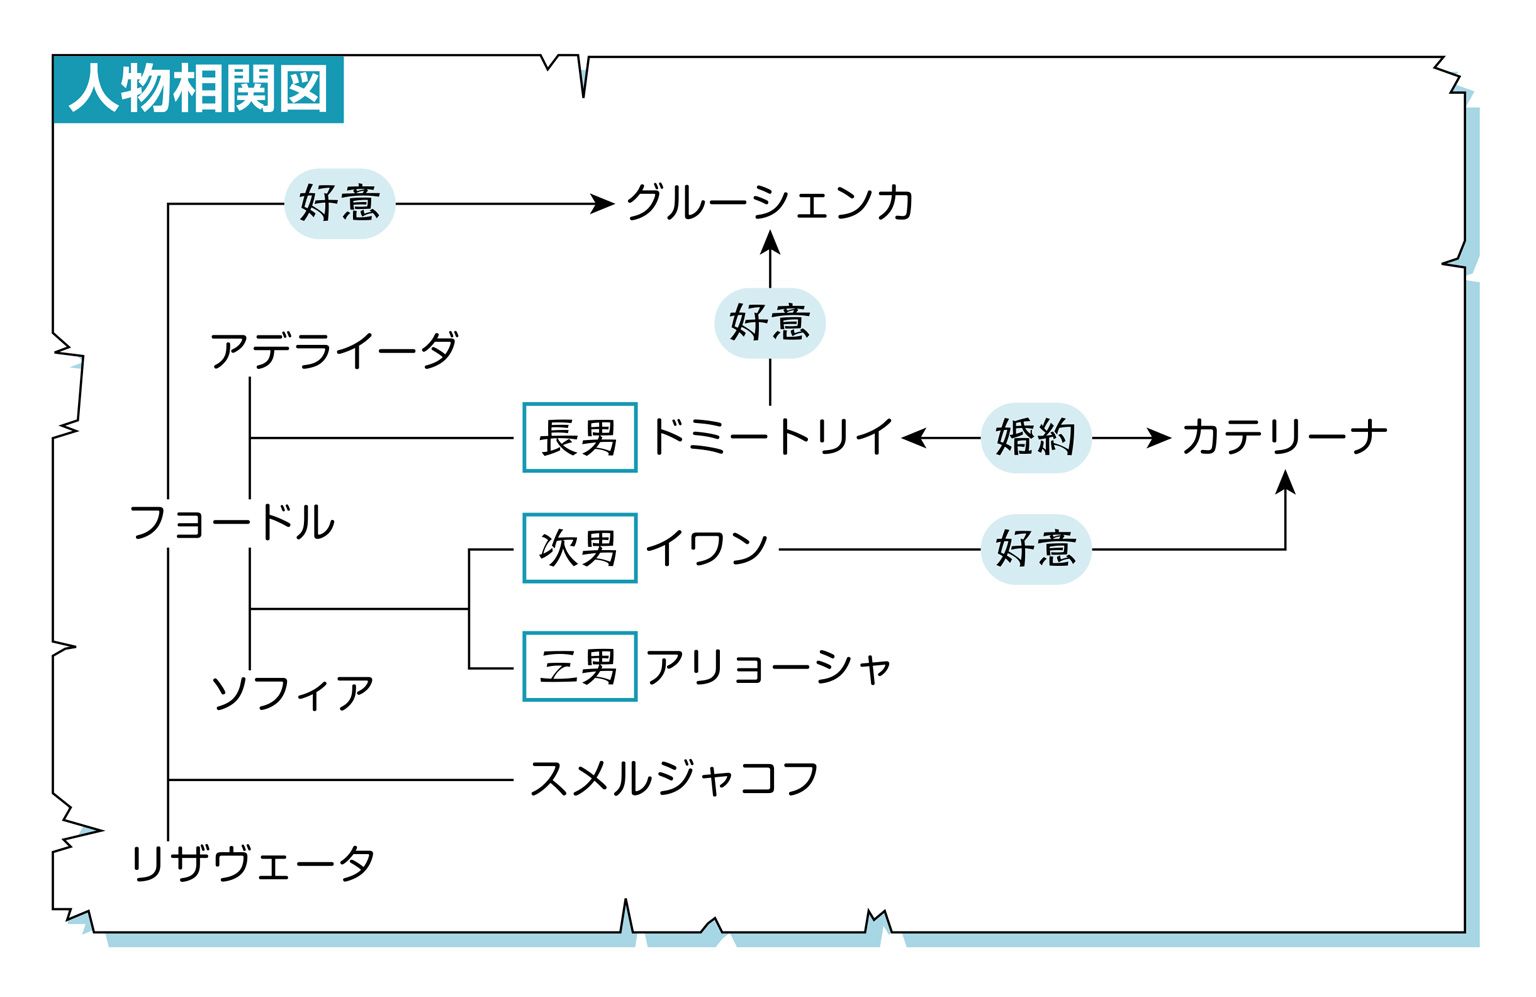 人物相関図
好意
グルーシェンカ
好意
アデライーダ
長男 ドミートリイ 婚約 カテリーナ
フョードル
次男 イワン 好意
三男 アリョーシャ
ソフィア
スメルジャコフ
リザヴェータ